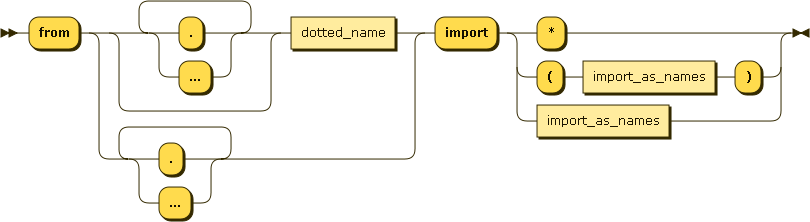 from . dotted_name import *
... ( import_as_names )
import_as_names
.
...